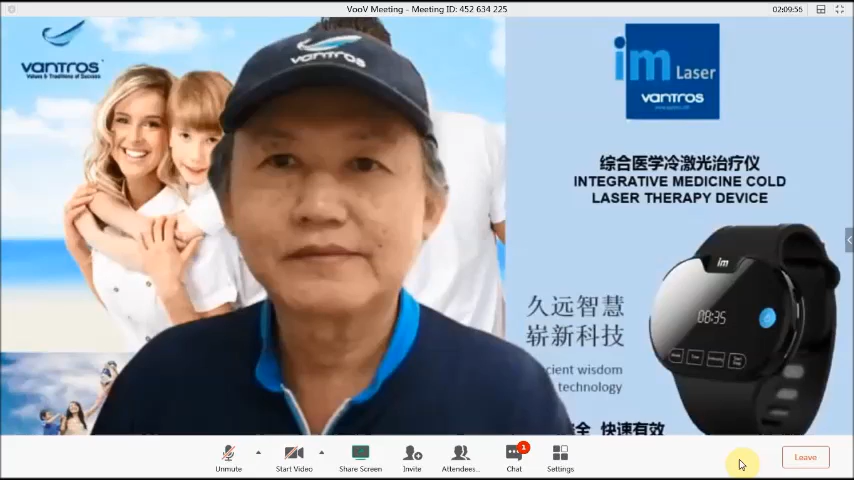 VooV Meeting - Meeting ID: 452 634 225
02:09:56
vantros
Values & Traditions of Success
vantros
im Laser
vantros
综合医学冷激光治疗仪
INTEGRATIVE MEDICINE COLD
LASER THERAPY DEVICE
im
08:35
久远智慧
崭新科技
cient wisdom
technology
全 快速有效
Unmute
Start Video
Share Screen
Invite
Attendees...
Chat
1
Settings
Leave